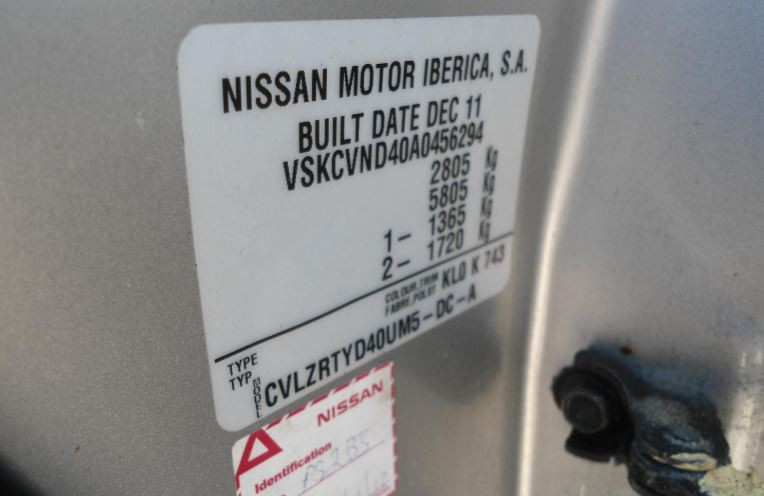 NISSAN MOTOR IBERICA, S.A.
BUILT DATE DEC 11
VSKCVND40A0456294
2805 Kg
5805 Kg
1- 1365 Kg
2- 1720 Kg
COLOUR,TRIM
FABRE,POLST KL0 K 743
TYPE
TYP
MODEL CVLZRTYD40UM5-DC-A
NISSAN
Identification